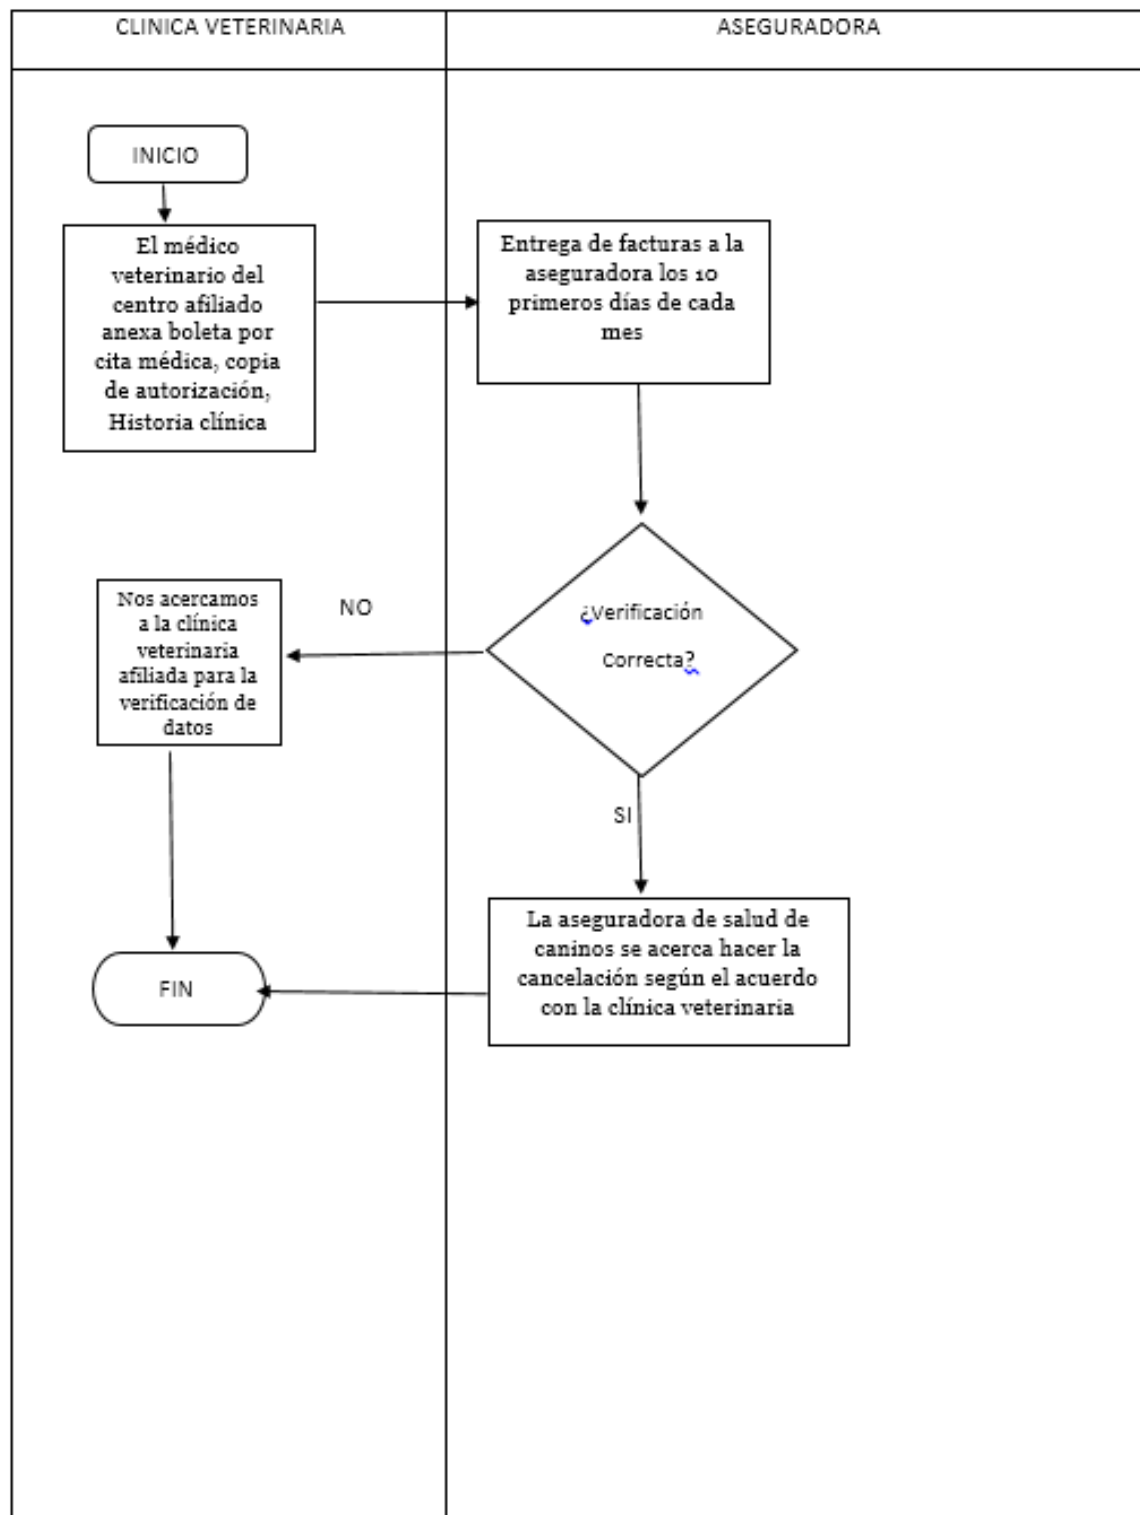 CLINICA VETERINARIA
ASEGURADORA
INICIO
El médico
veterinario del
centro afiliado
anexa boleta por
cita médica, copia
de autorización,
Historia clínica
Entrega de facturas a la
aseguradora los 10
primeros días de cada
mes
¿Verificación
Correcta?
NO
Nos acercamos
a la clínica
veterinaria
afiliada para la
verificación de
datos
SI
La aseguradora de salud de
caninos se acerca hacer la
cancelación según el acuerdo
con la clínica veterinaria
FIN